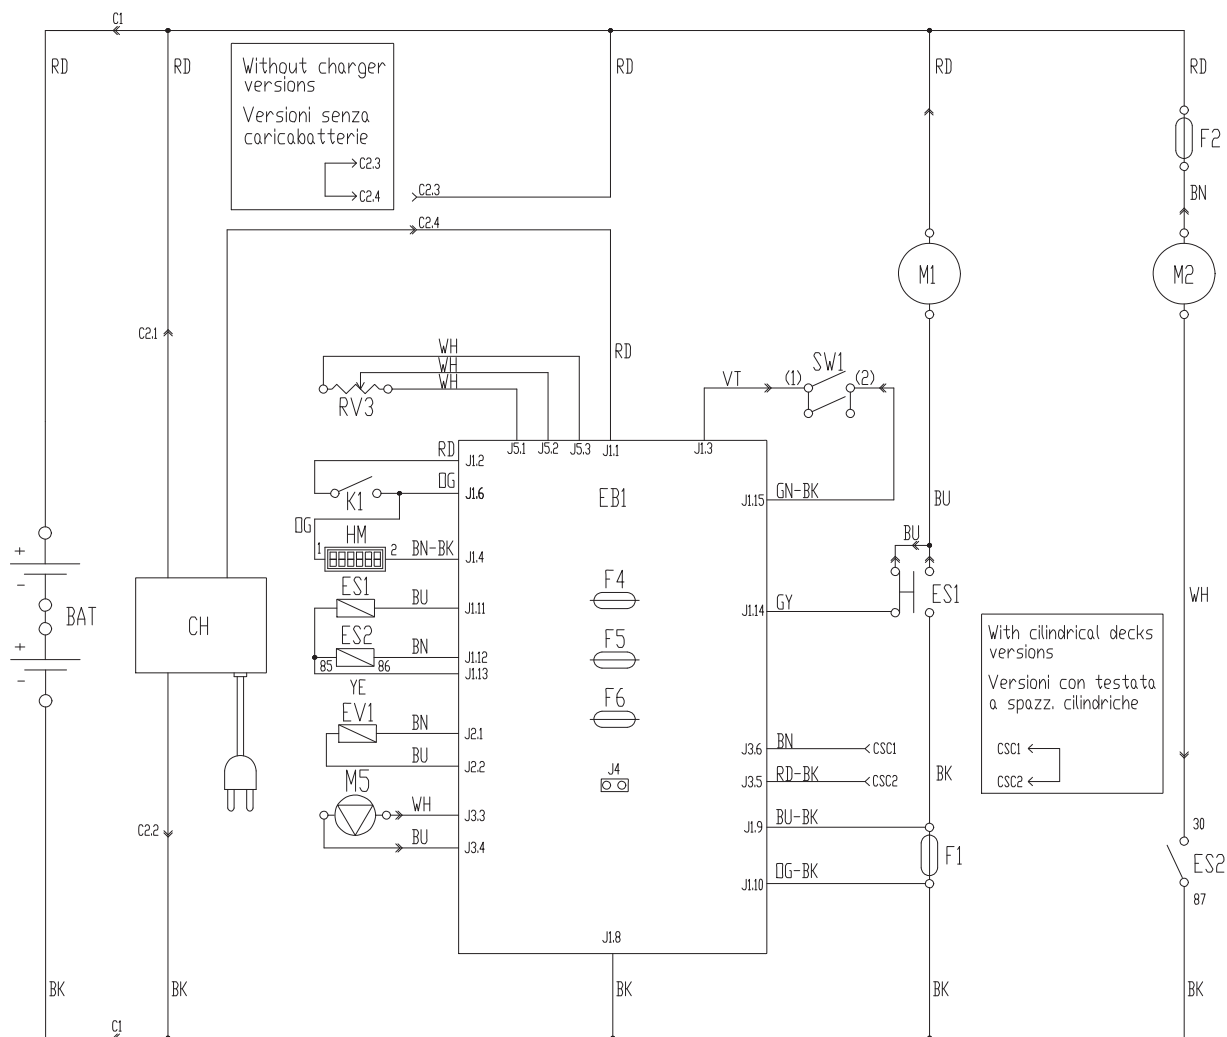 C1
RD
RD
RD
RD
RD
Without charger
versions
Versioni senza
caricabatterie
C2.3
C2.4
C2.3
C2.4
F2
BN
M1
M2
C2.1
WH
WH
WH
RD
RV3
VT
(1)
SW1
(2)
J5.1
J5.2
J5.3
J1.1
J1.3
RD
J1.2
OG
J1.6
K1
EB1
J1.15
GN-BK
BU
OG
HM
1
2
BN-BK
J1.4
BU
+
-
BAT
+
-
CH
ES1
BU
J1.11
F4
J1.14
GY
ES1
WH
ES2
BN
J1.12
85
86
J1.13
F5
With cilindrical decks
versions
Versioni con testata
a spazz. cilindriche
CSC1
CSC2
YE
EV1
BN
J2.1
BU
J2.2
F6
J3.6
BN
CSC1
J4
M5
J3.5
RD-BK
CSC2
BK
WH
J3.3
BU
J3.4
J1.9
BU-BK
C2.2
30
F1
ES2
J1.10
OG-BK
87
J1.8
BK
BK
BK
BK
BK
C1